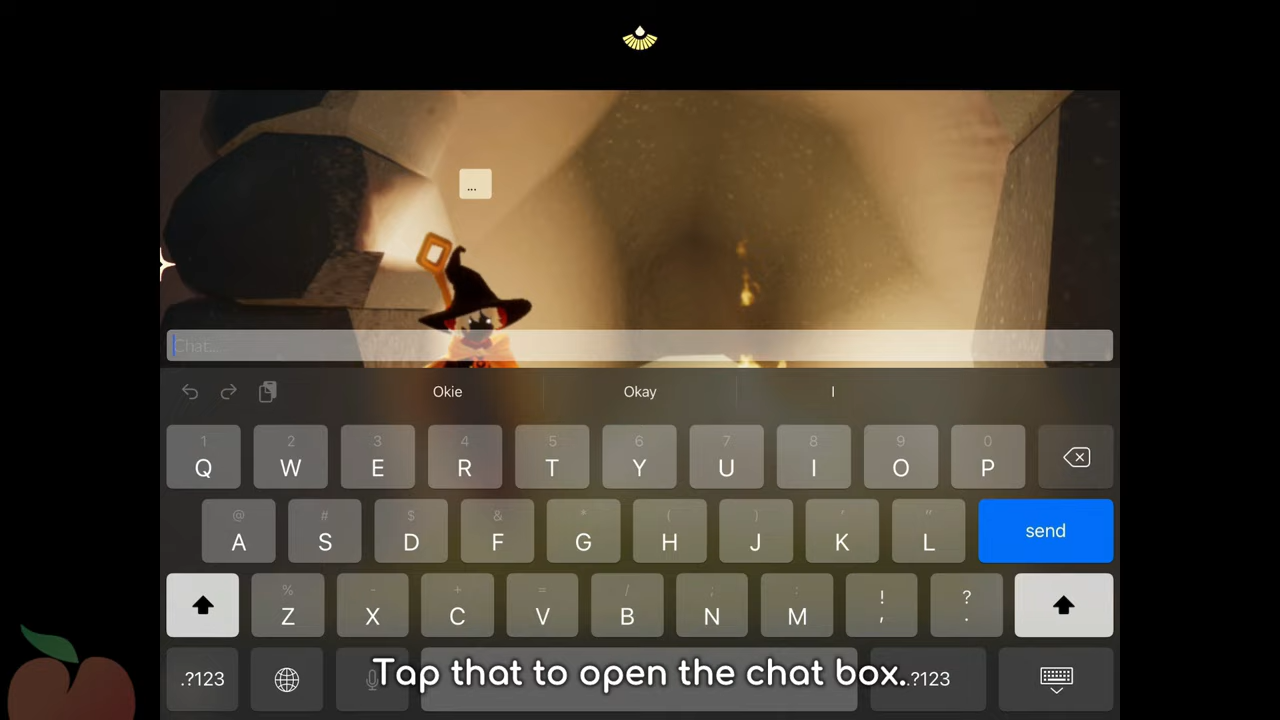 ...
Chat...
Okie Okay I
1 2 3 4 5 6 7 8 9 0
Q W E R T Y U I O P
@ # $ & * ( ) ' "
A S D F G H J K L send
% - + = / ; : ! ?
Z X C V B N M , .
.?123 .?123
Tap that to open the chat box.